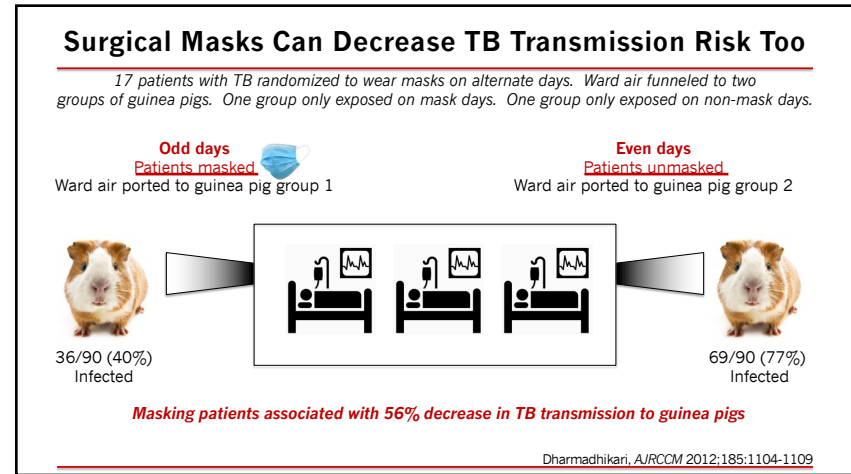 Surgical Masks Can Decrease TB Transmission Risk Too
17 patients with TB randomized to wear masks on alternate days. Ward air funneled to two
groups of guinea pigs. One group only exposed on mask days. One group only exposed on non-mask days.
Odd days
Patients masked
Ward air ported to guinea pig group 1
Even days
Patients unmasked
Ward air ported to guinea pig group 2
36/90 (40%)
Infected
69/90 (77%)
Infected
Masking patients associated with 56% decrease in TB transmission to guinea pigs
Dharmadhikari, AJRCCM 2012;185:1104-1109